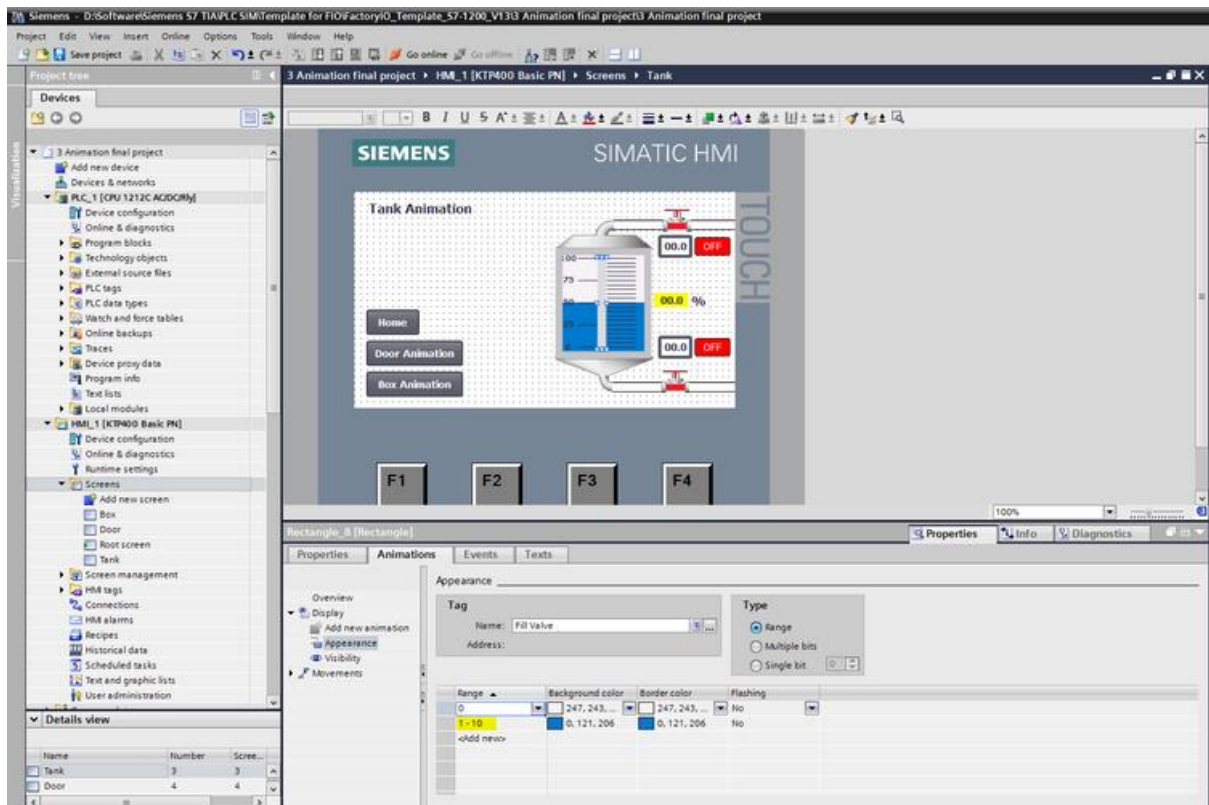 Siemens - D:\Software\Siemens S7 TIA\PLC SIM\Template for FIO\FactoryIO_Template_S7-1200_V13\3 Animation final project\3 Animation final project
Project Edit View Insert Online Options Tools Window Help
Save project Go online Go offline
Project tree
3 Animation final project HMI_1 [KTP400 Basic PN] Screens Tank
Devices
B I U S A
Visualization
3 Animation final project
Add new device
Devices & networks
PLC_1 [CPU 1212C AC/DC/Rly]
Device configuration
Online & diagnostics
Program blocks
Technology objects
External source files
PLC tags
PLC data types
Watch and force tables
Online backups
Traces
Device proxy data
Program info
Text lists
Local modules
HMI_1 [KTP400 Basic PN]
Device configuration
Online & diagnostics
Runtime settings
Screens
Add new screen
Box
Door
Root screen
Tank
Screen management
HMI tags
Connections
HMI alarms
Recipes
Historical data
Scheduled tasks
Text and graphic lists
User administration
Details view
Name Number Scree...
Tank 3 3
Door 4 4
SIEMENS SIMATIC HMI
TOUCH
Tank Animation
00.0 OFF
100
75
50
25
0
00.0 %
00.0 OFF
Home
Door Animation
Box Animation
F1 F2 F3 F4
100%
Rectangle_8 [Rectangle]
Properties Info Diagnostics
Properties Animations Events Texts
Overview
Display
Add new animation
Appearance
Visibility
Movements
Appearance
Tag
Name: Fill Valve
Address:
Type
Range
Multiple bits
Single bit 0
Range Background color Border color Flashing
0 247, 243, ... 247, 243, ... No
1 - 10 0, 121, 206 0, 121, 206 No
<Add new>